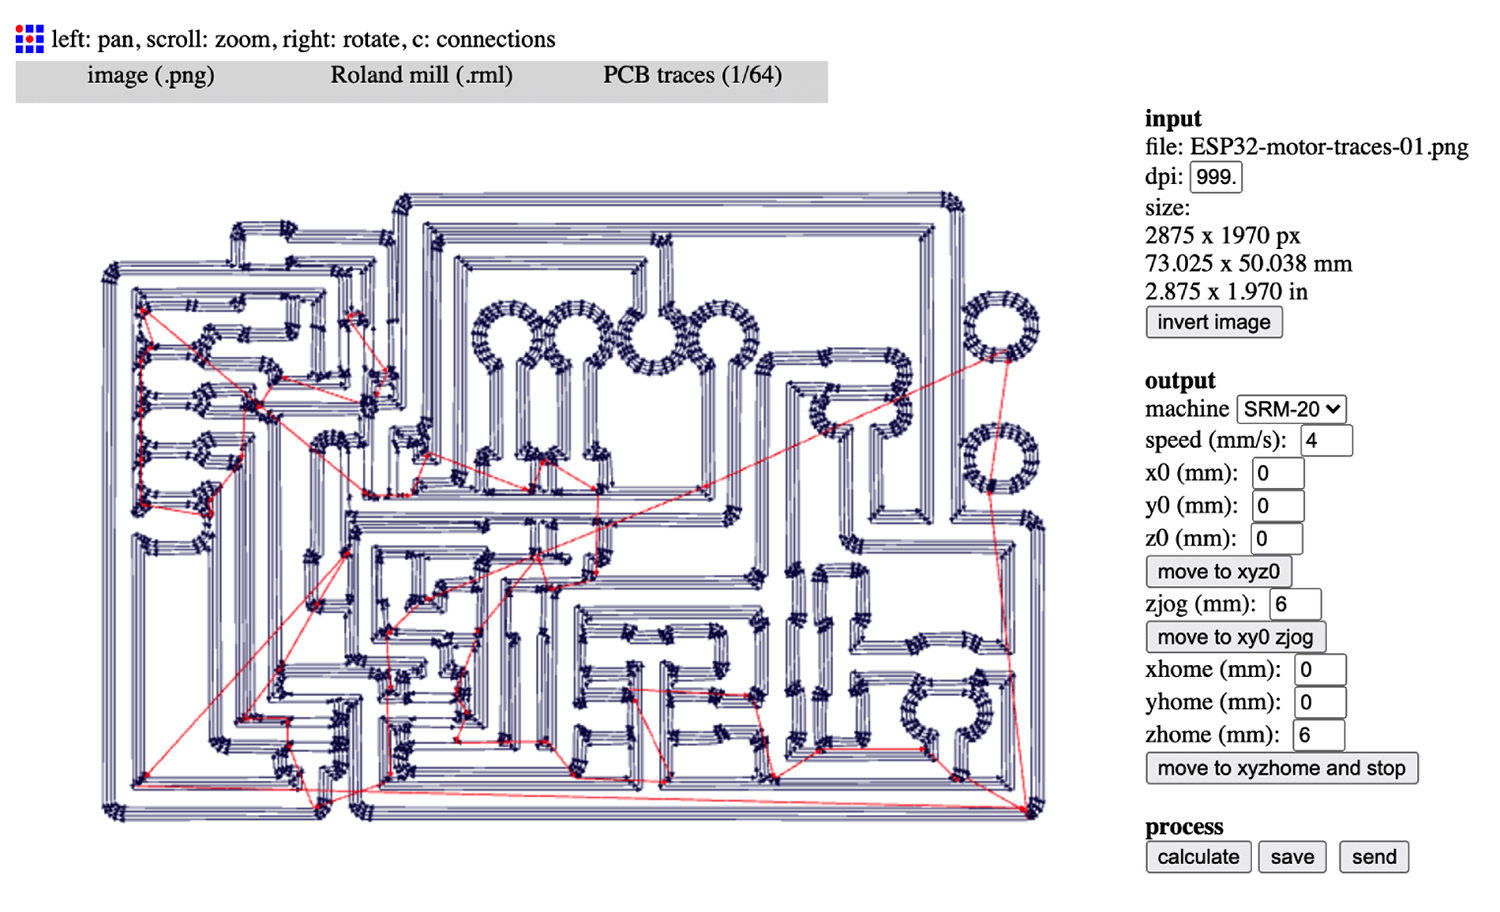 left: pan, scroll: zoom, right: rotate, c: connections
image (.png) Roland mill (.rml) PCB traces (1/64)
input
file: ESP32-motor-traces-01.png
dpi: 999.
size:
2875 x 1970 px
73.025 x 50.038 mm
2.875 x 1.970 in
invert image
output
machine SRM-20
speed (mm/s): 4
x0 (mm): 0
y0 (mm): 0
z0 (mm): 0
move to xyz0
zjog (mm): 6
move to xy0 zjog
xhome (mm): 0
yhome (mm): 0
zhome (mm): 6
move to xyzhome and stop
process
calculate save send